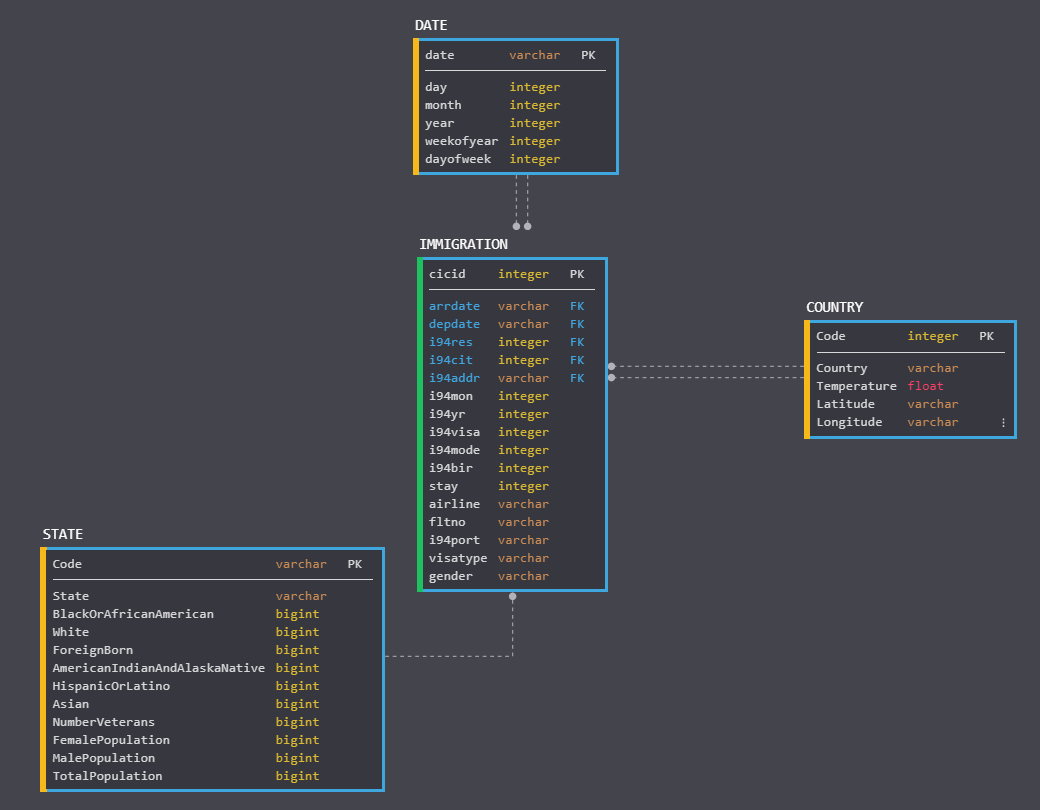 DATE
date varchar PK
day integer
month integer
year integer
weekofyear integer
dayofweek integer
IMMIGRATION
cicid integer PK
arrdate varchar FK
depdate varchar FK
i94res integer FK
i94cit integer FK
i94addr varchar FK
i94mon integer
i94yr integer
i94visa integer
i94mode integer
i94bir integer
stay integer
airline varchar
fltno varchar
i94port varchar
visatype varchar
gender varchar
COUNTRY
Code integer PK
Country varchar
Temperature float
Latitude varchar
Longitude varchar
STATE
Code varchar PK
State varchar
BlackOrAfricanAmerican bigint
White bigint
ForeignBorn bigint
AmericanIndianAndAlaskaNative bigint
HispanicOrLatino bigint
Asian bigint
NumberVeterans bigint
FemalePopulation bigint
MalePopulation bigint
TotalPopulation bigint